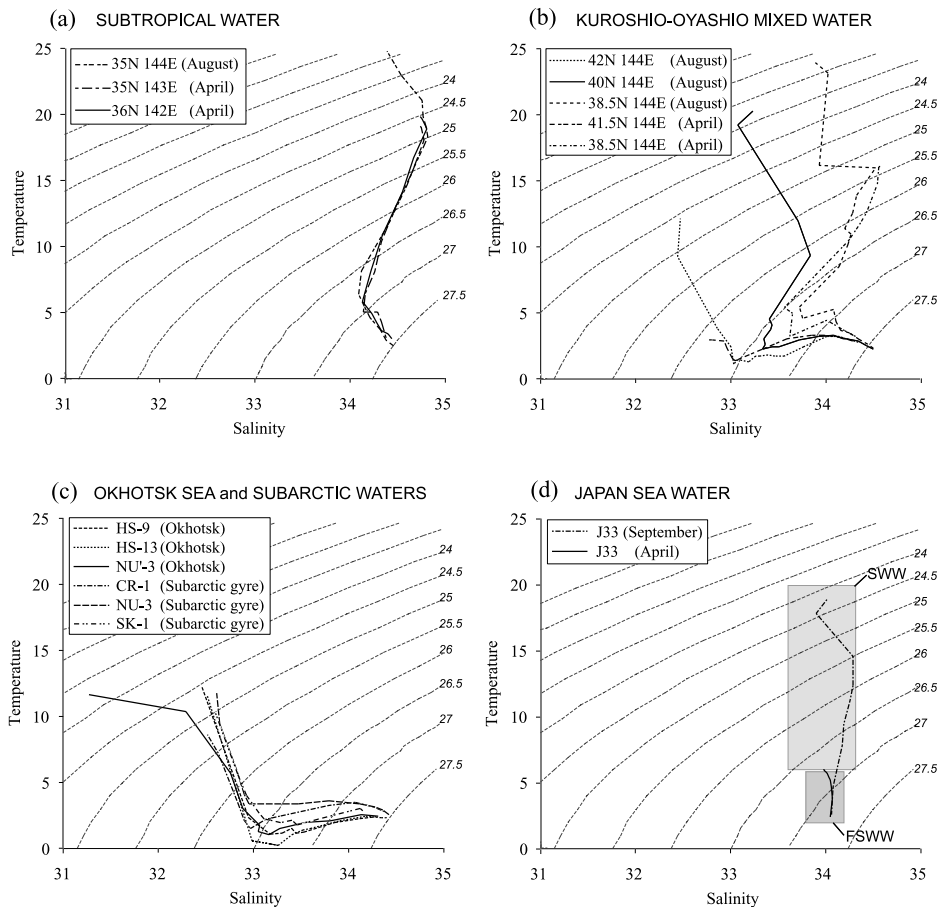 (a) SUBTROPICAL WATER
25
20
15
10
5
0
Temperature
35N 144E (August)
35N 143E (April)
36N 142E (April)
24
24.5
25
25.5
26
26.5
27
27.5
31 32 33 34 35
Salinity
(b) KUROSHIO-OYASHIO MIXED WATER
25
20
15
10
5
0
Temperature
42N 144E (August)
40N 144E (August)
38.5N 144E (August)
41.5N 144E (April)
38.5N 144E (April)
24
24.5
25
25.5
26
26.5
27
27.5
31 32 33 34 35
Salinity
(c) OKHOTSK SEA and SUBARCTIC WATERS
25
20
15
10
5
0
Temperature
HS-9 (Okhotsk)
HS-13 (Okhotsk)
NU'-3 (Okhotsk)
CR-1 (Subarctic gyre)
NU-3 (Subarctic gyre)
SK-1 (Subarctic gyre)
24
24.5
25
25.5
26
26.5
27
27.5
31 32 33 34 35
Salinity
(d) JAPAN SEA WATER
25
20
15
10
5
0
Temperature
J33 (September)
J33 (April)
SWW
FSWW
24
24.5
25
25.5
26
26.5
27
27.5
31 32 33 34 35
Salinity